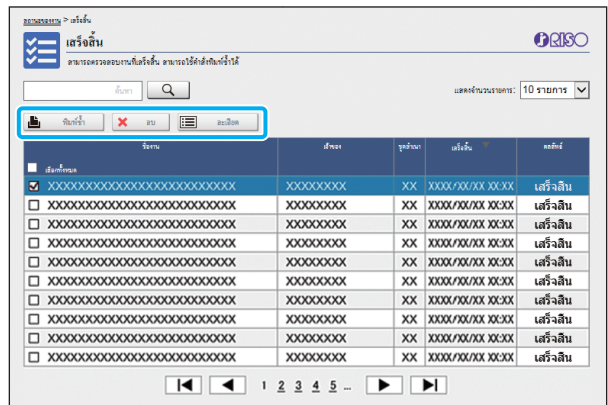 สถานะของงาน > เสร็จสิ้น
เสร็จสิ้น
RISO
สามารถตรวจสอบงานที่เสร็จสิ้น สามารถใช้คำสั่งพิมพ์ซ้ำได้
ค้นหา
แสดงจำนวนรายการ: 10 รายการ
พิมพ์ซ้ำ ลบ ละเอียด
ชื่องาน เจ้าของ ชุดสำเนา เสร็จสิ้น ผลลัพธ์
เลือกทั้งหมด
XXXXXXXXXXXXXXXXXXXXXXXXX XXXXXXXX XX XXXX/XX/XX XX:XX เสร็จสิน
XXXXXXXXXXXXXXXXXXXXXXXXX XXXXXXXX XX XXXX/XX/XX XX:XX เสร็จสิน
XXXXXXXXXXXXXXXXXXXXXXXXX XXXXXXXX XX XXXX/XX/XX XX:XX เสร็จสิน
XXXXXXXXXXXXXXXXXXXXXXXXX XXXXXXXX XX XXXX/XX/XX XX:XX เสร็จสิน
XXXXXXXXXXXXXXXXXXXXXXXXX XXXXXXXX XX XXXX/XX/XX XX:XX เสร็จสิน
XXXXXXXXXXXXXXXXXXXXXXXXX XXXXXXXX XX XXXX/XX/XX XX:XX เสร็จสิน
XXXXXXXXXXXXXXXXXXXXXXXXX XXXXXXXX XX XXXX/XX/XX XX:XX เสร็จสิน
XXXXXXXXXXXXXXXXXXXXXXXXX XXXXXXXX XX XXXX/XX/XX XX:XX เสร็จสิน
XXXXXXXXXXXXXXXXXXXXXXXXX XXXXXXXX XX XXXX/XX/XX XX:XX เสร็จสิน
XXXXXXXXXXXXXXXXXXXXXXXXX XXXXXXXX XX XXXX/XX/XX XX:XX เสร็จสิน
1 2 3 4 5 ...